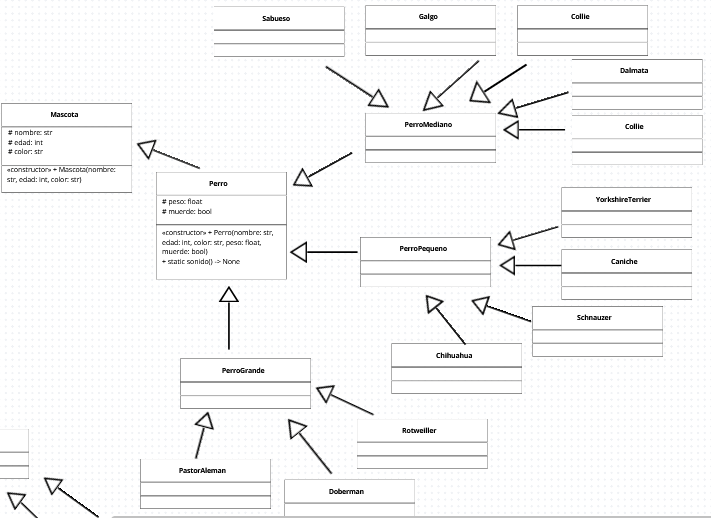 Sabueso
Galgo
Collie
Dalmata
Mascota
# nombre: str
# edad: int
# color: str
«constructor» + Mascota(nombre:
str, edad: int, color: str)
PerroMediano
Collie
Perro
# peso: float
# muerde: bool
«constructor» + Perro(nombre: str,
edad: int, color: str, peso: float,
muerde: bool)
+ static sonido() -> None
YorkshireTerrier
PerroPequeno
Caniche
Schnauzer
Chihuahua
PerroGrande
Rotweiller
PastorAleman
Doberman